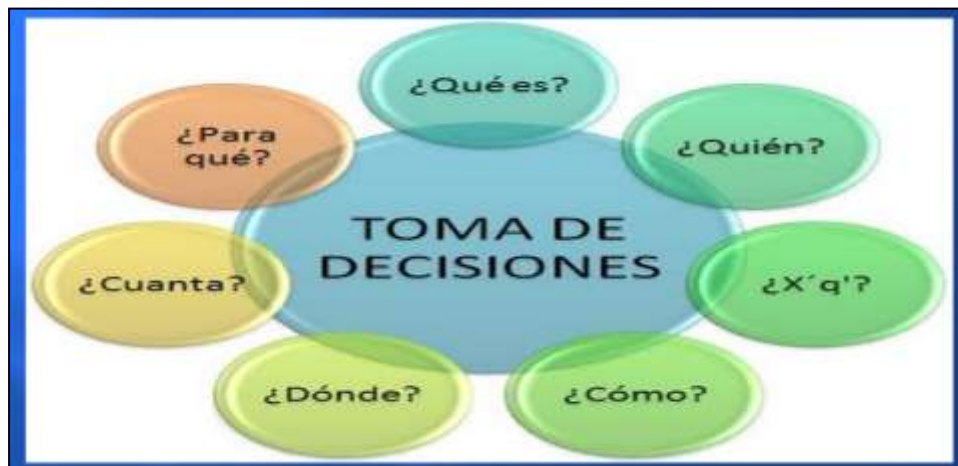 ¿Qué es?
¿Quién?
¿X´q'?
¿Cómo?
¿Dónde?
¿Cuanta?
¿Para
qué?
TOMA DE
DECISIONES